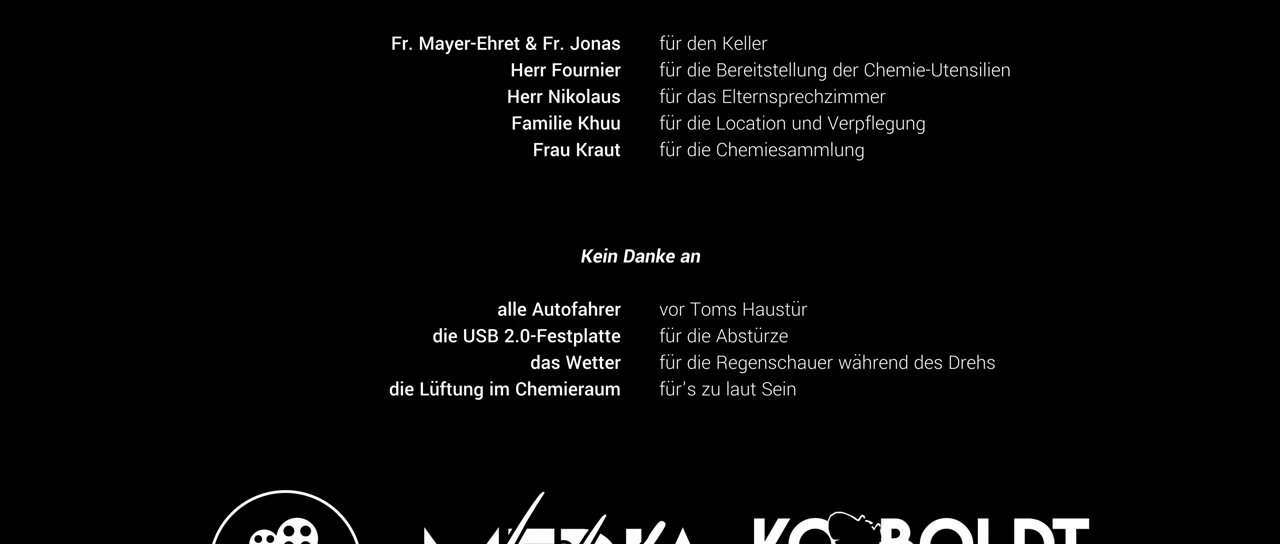 Fr. Mayer-Ehret & Fr. Jonas für den Keller
Herr Fournier für die Bereitstellung der Chemie-Utensilien
Herr Nikolaus für das Elternsprechzimmer
Familie Khuu für die Location und Verpflegung
Frau Kraut für die Chemiesammlung
Kein Danke an
alle Autofahrer vor Toms Haustür
die USB 2.0-Festplatte für die Abstürze
das Wetter für die Regenschauer während des Drehs
die Lüftung im Chemieraum für's zu laut Sein